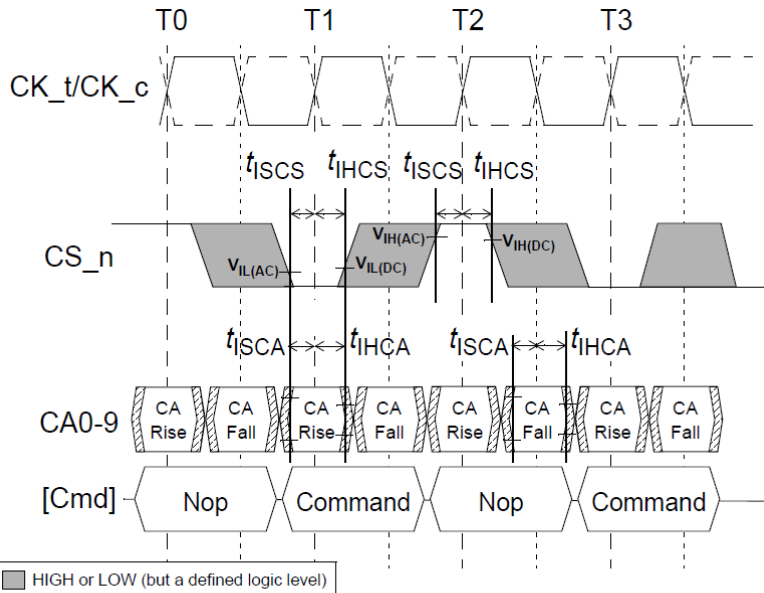 T0 T1 T2 T3
CK_t/CK_c
tISCS tIHCS tISCS tIHCS
CS_n
VIL(AC) VIL(DC) VIH(AC) VIH(DC)
tISCA tIHCA tISCA tIHCA
CA0-9
CA Rise CA Fall CA Rise CA Fall CA Rise CA Fall CA Rise CA Fall
[Cmd] Nop Command Nop Command
HIGH or LOW (but a defined logic level)